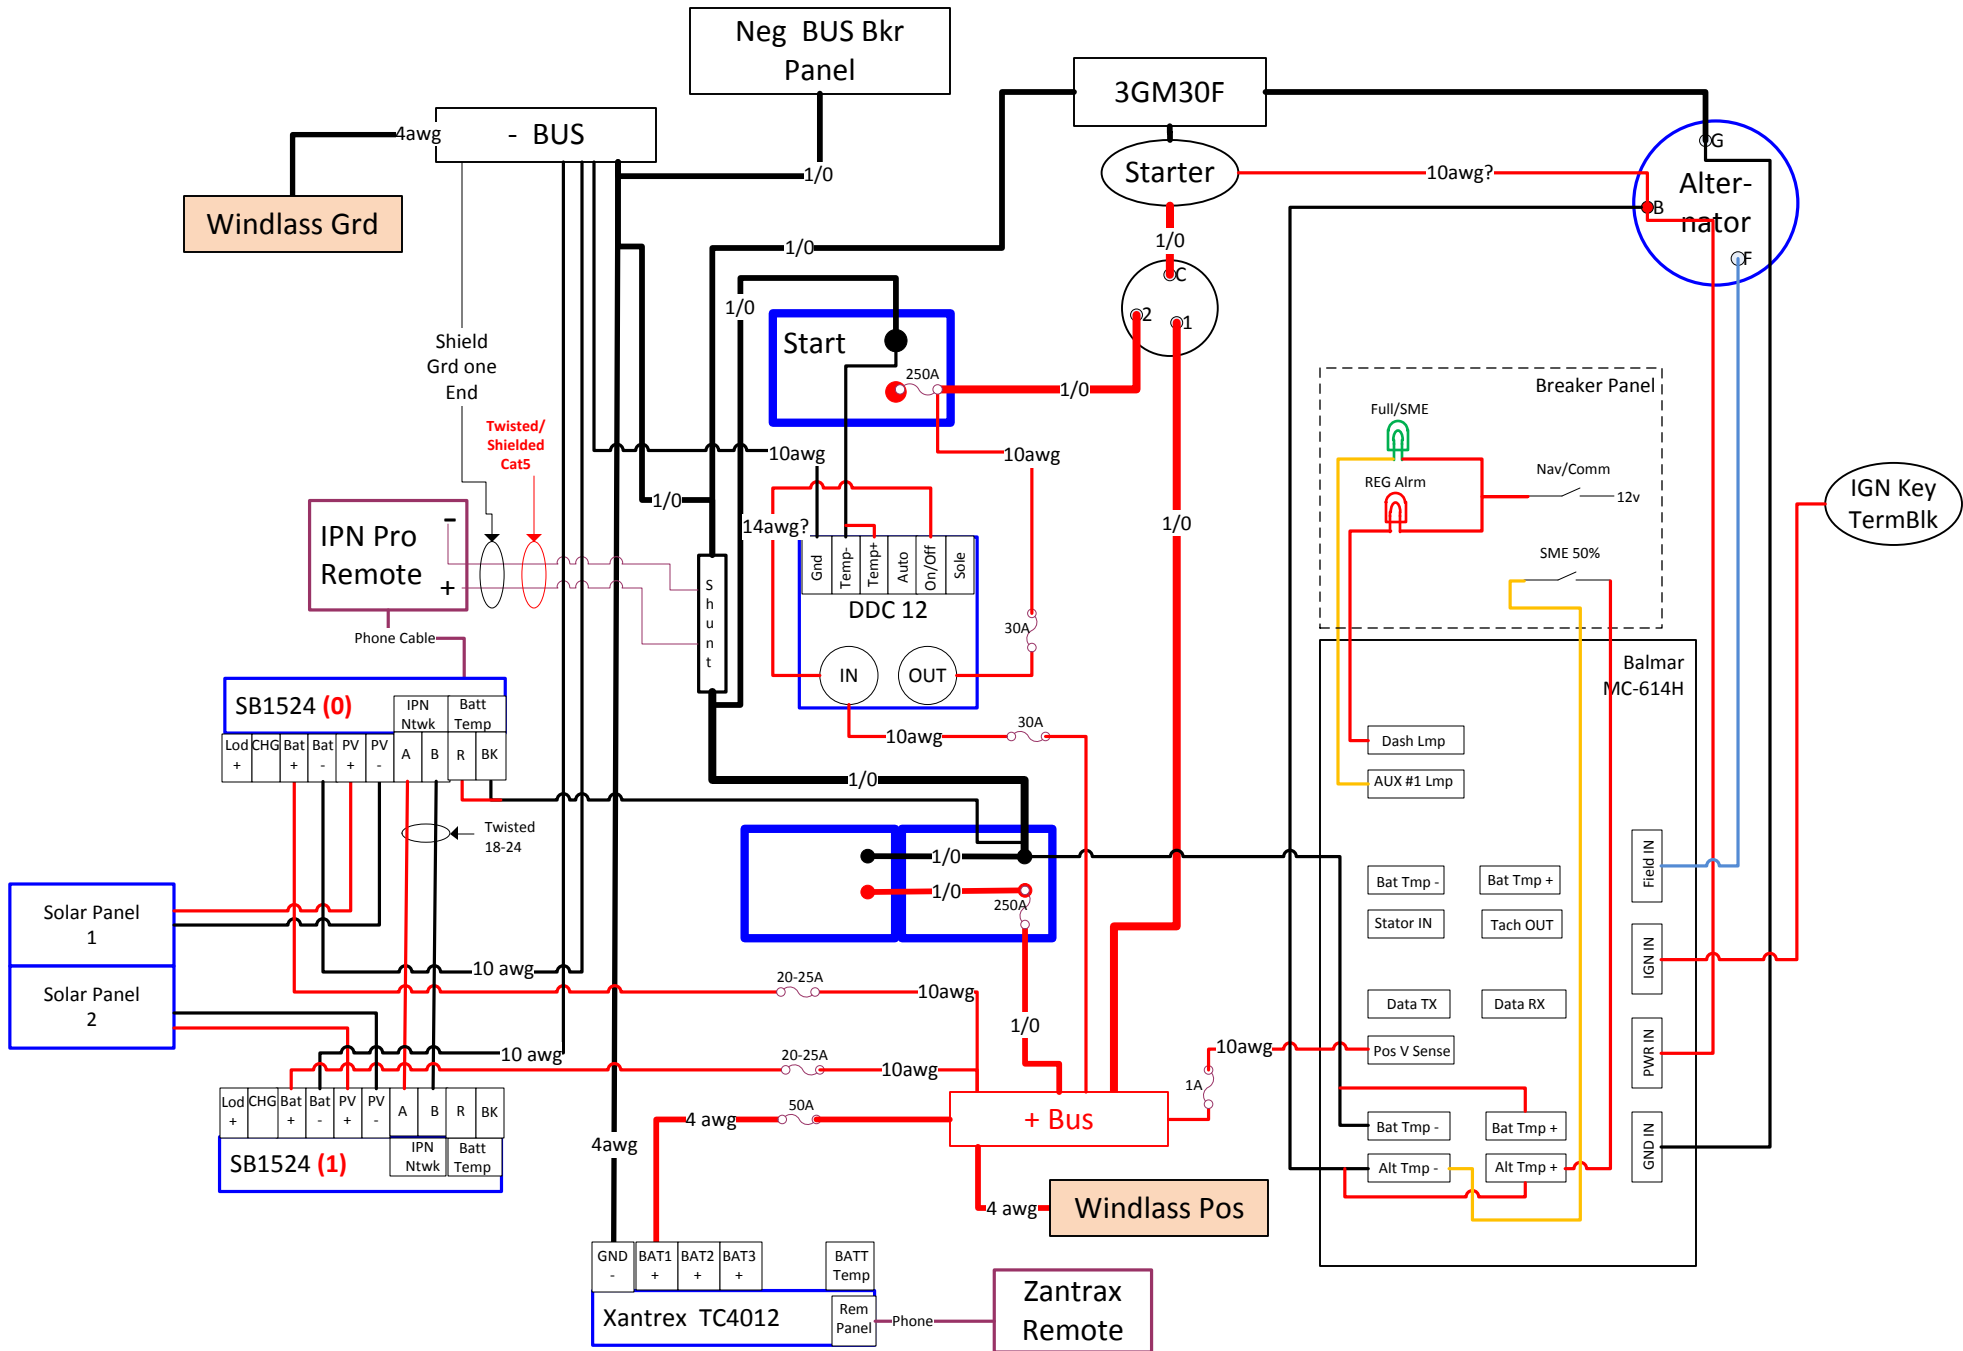 Neg BUS Bkr
Panel
3GM30F
4awg
- BUS
1/0
Windlass Grd
Starter
10awg?
G
Alter-
nator
B
F
1/0
1/0
C
2
1
1/0
Start
250A
1/0
Shield
Grd one
End
Twisted/
Shielded
Cat5
10awg
10awg
1/0
14awg?
1/0
Breaker Panel
Full/SME
REG Alrm
Nav/Comm
12v
SME 50%
IGN Key
TermBlk
IPN Pro
Remote
-
+
Phone Cable
Shunt
Gnd
Temp-
Temp+
Auto
On/Off
Sole
DDC 12
IN
OUT
30A
30A
10awg
Balmar
MC-614H
SB1524 (0)
IPN
Ntwk
Batt
Temp
Lod
+
CHG
Bat
+
Bat
-
PV
+
PV
-
A
B
R
BK
Twisted
18-24
1/0
1/0
1/0
250A
Dash Lmp
AUX #1 Lmp
Bat Tmp -
Bat Tmp +
Stator IN
Tach OUT
Data TX
Data RX
Pos V Sense
Bat Tmp -
Bat Tmp +
Alt Tmp -
Alt Tmp +
Field IN
IGN IN
PWR IN
GND IN
Solar Panel
1
Solar Panel
2
10 awg
20-25A
10awg
1/0
10 awg
20-25A
10awg
10awg
1A
Lod
+
CHG
Bat
+
Bat
-
PV
+
PV
-
A
B
R
BK
IPN
Ntwk
Batt
Temp
SB1524 (1)
4 awg
50A
+ Bus
4awg
4 awg
Windlass Pos
GND
-
BAT1
+
BAT2
+
BAT3
+
BATT
Temp
Xantrex TC4012
Rem
Panel
Phone
Zantrax
Remote